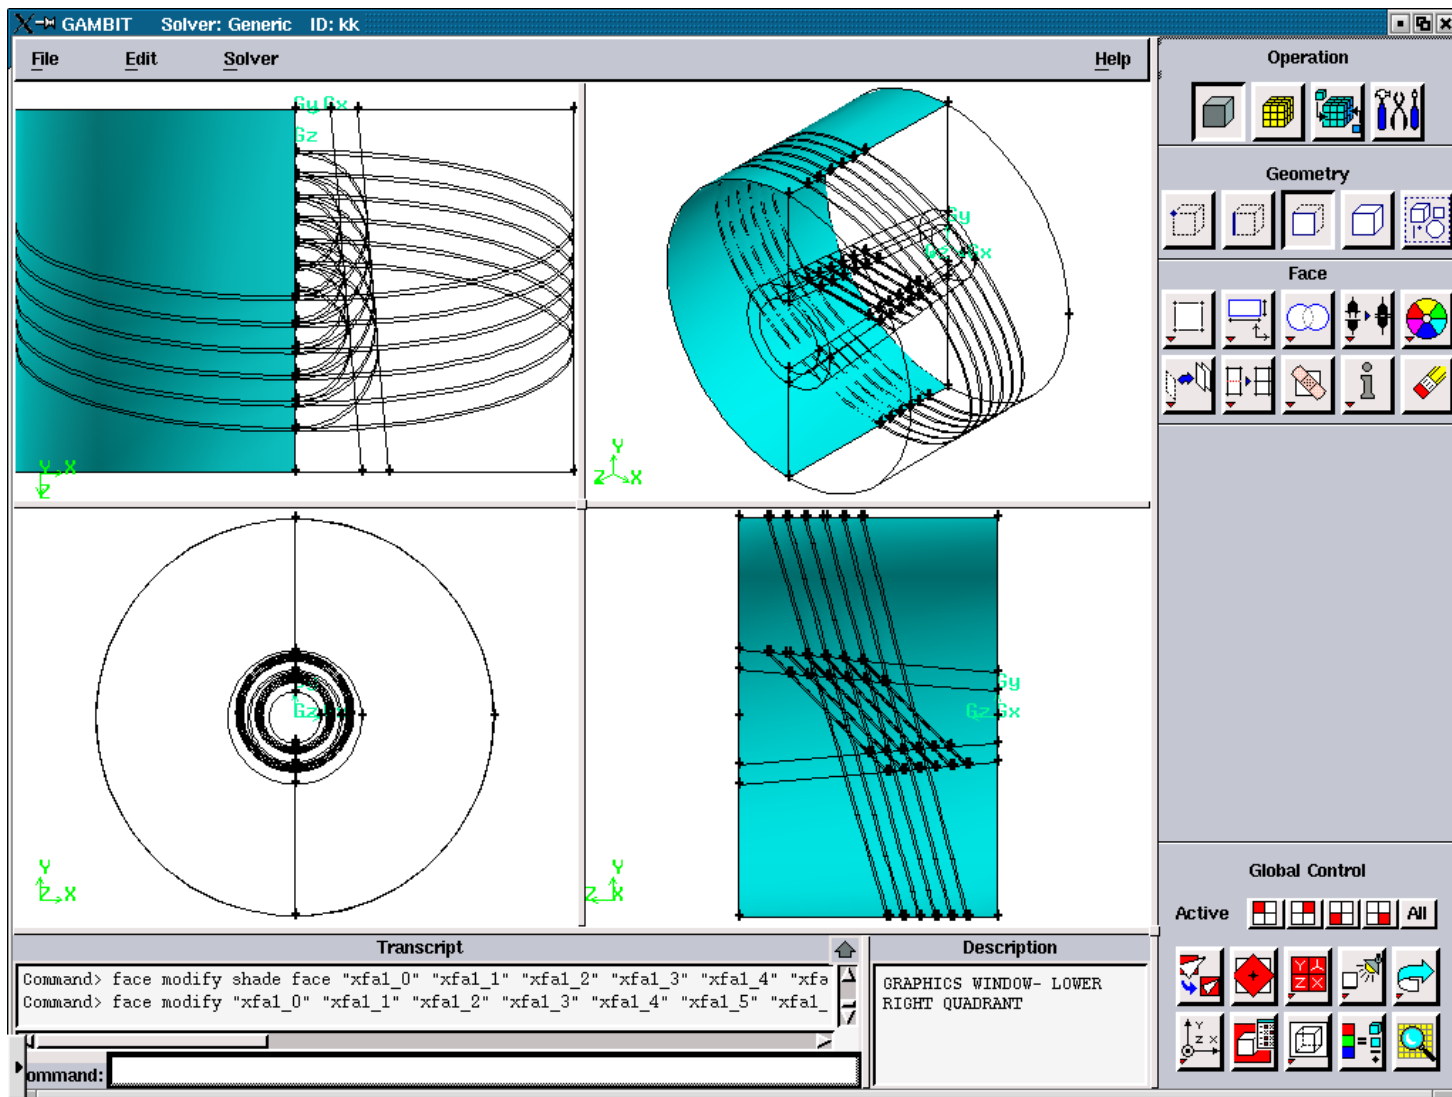 GAMBIT Solver: Generic ID: kk
File Edit Solver Help
Operation
Geometry
Face
Gy Gx
Gz
Y X
Z
Gy
Gz Gx
Y
Z X
Gz
Y
Z X
Gy
Gz Gx
Y
Z X
Global Control
Active All
Transcript
Command> face modify shade face "xfa1_0" "xfa1_1" "xfa1_2" "xfa1_3" "xfa1_4" "xfa
Command> face modify "xfa1_0" "xfa1_1" "xfa1_2" "xfa1_3" "xfa1_4" "xfa1_5" "xfa1_
ommand:
Description
GRAPHICS WINDOW- LOWER
RIGHT QUADRANT